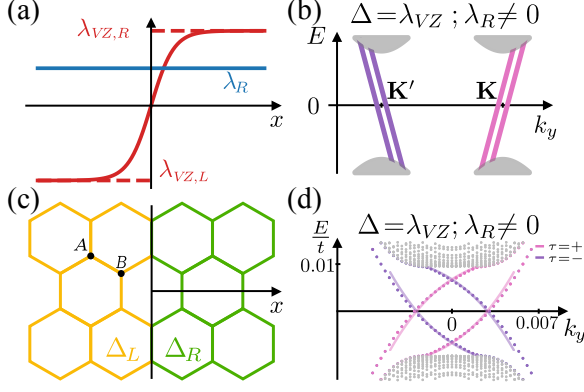 (a)
λ_{VZ,R}
λ_R
x
λ_{VZ,L}
(b)
Δ = λ_{VZ} ; λ_R ≠ 0
E
K′
K
0
k_y
(c)
A
B
x
Δ_L
Δ_R
(d)
Δ = λ_{VZ} ; λ_R ≠ 0
E/t
τ=+
τ=−
0.01
0
0.007
k_y